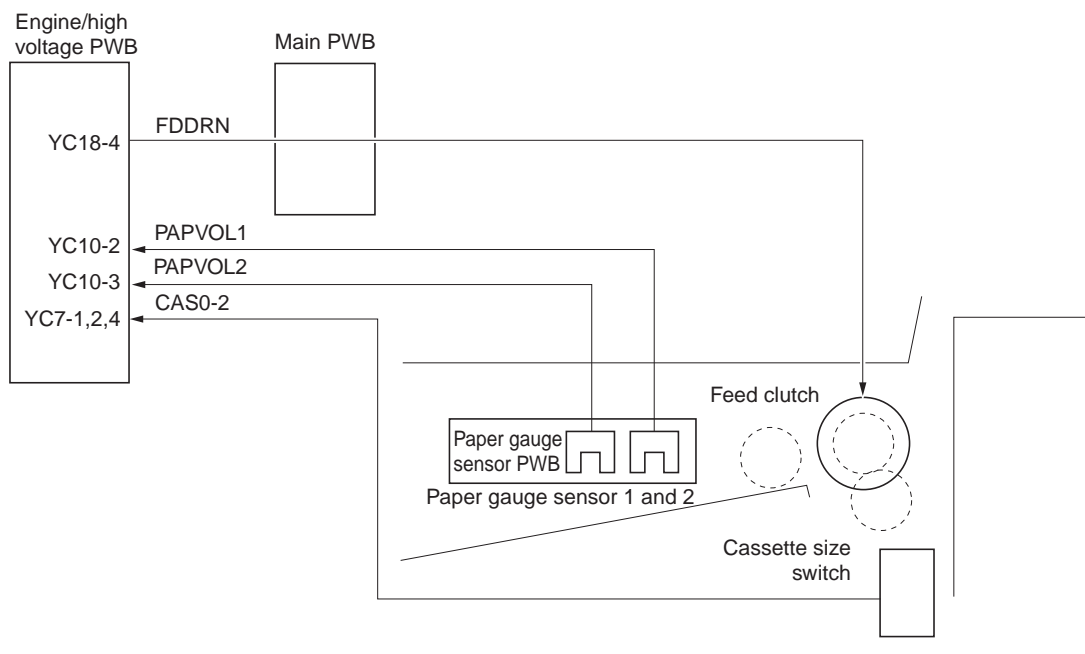 Engine/high
voltage PWB
Main PWB
YC18-4
FDDRN
YC10-2
PAPVOL1
YC10-3
PAPVOL2
YC7-1,2,4
CAS0-2
Feed clutch
Paper gauge
sensor PWB
Paper gauge sensor 1 and 2
Cassette size
switch